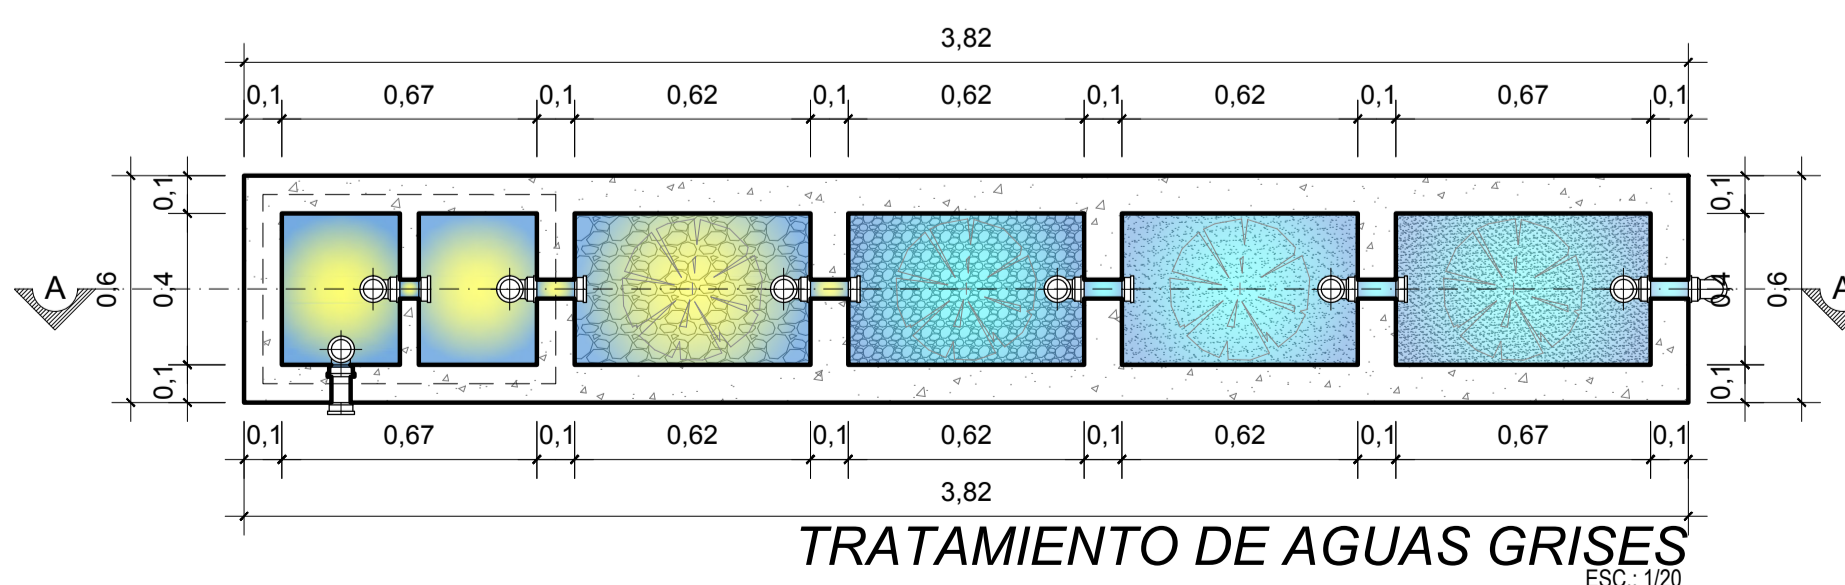 3,82
0,1 0,67 0,1 0,62 0,1 0,62 0,1 0,62 0,1 0,67 0,1
0,1 0,1
A 0,6 0,4 0,4 0,6 A
0,1 0,1
0,1 0,67 0,1 0,62 0,1 0,62 0,1 0,62 0,1 0,67 0,1
3,82
TRATAMIENTO DE AGUAS GRISES
ESC.: 1/20